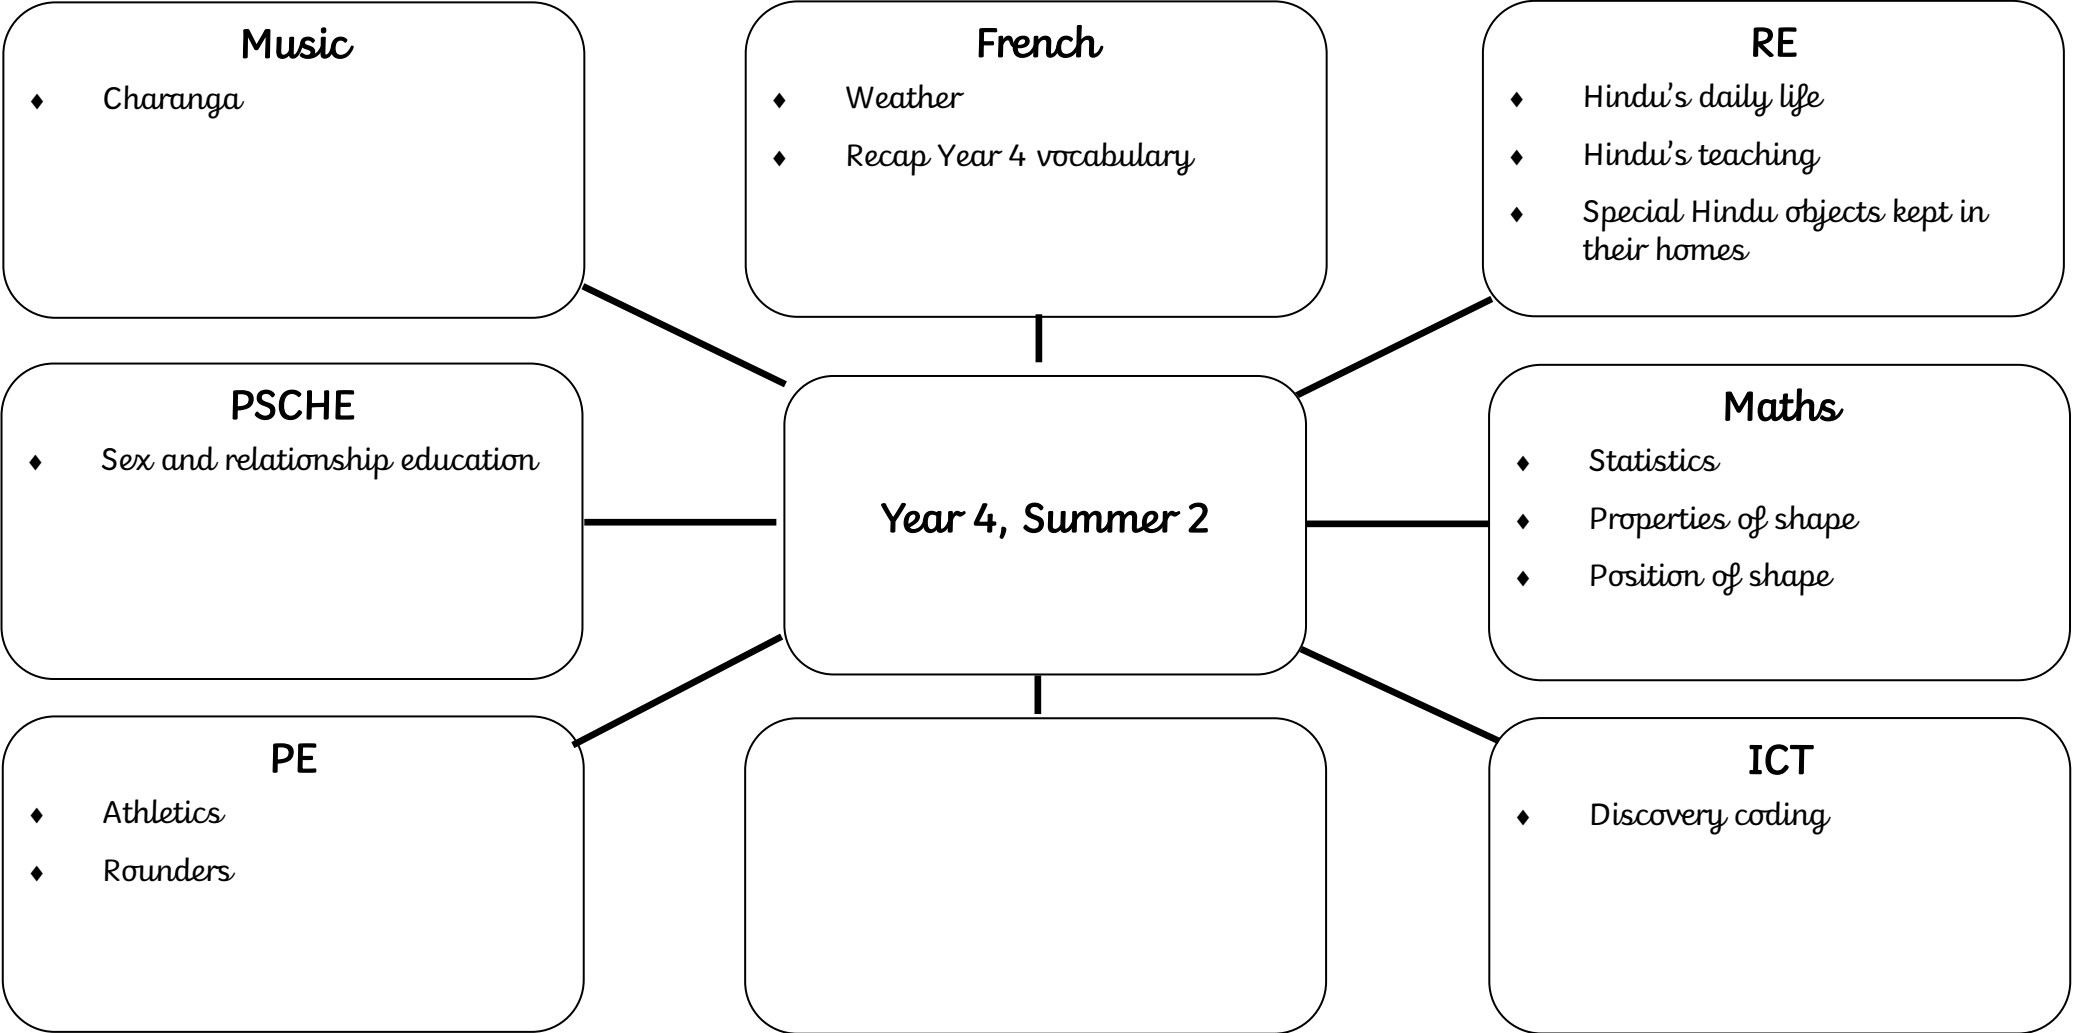 Music
♦ Charanga
French
♦ Weather
♦ Recap Year 4 vocabulary
RE
♦ Hindu’s daily life
♦ Hindu’s teaching
♦ Special Hindu objects kept in
their homes
PSCHE
♦ Sex and relationship education
Year 4, Summer 2
Maths
♦ Statistics
♦ Properties of shape
♦ Position of shape
PE
♦ Athletics
♦ Rounders
ICT
♦ Discovery coding